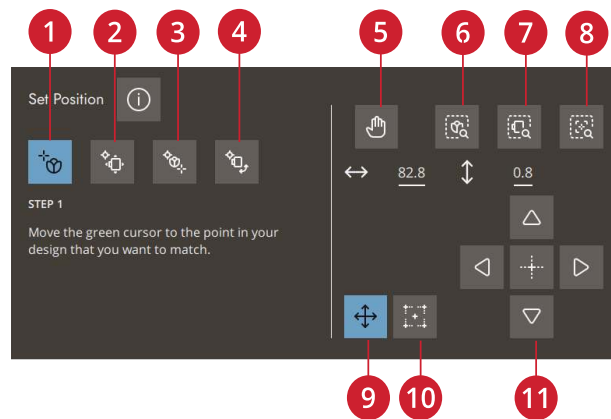 1 2 3 4 5 6 7 8
Set Position
82.8 0.8
STEP 1
Move the green cursor to the point in your
design that you want to match.
9 10 11